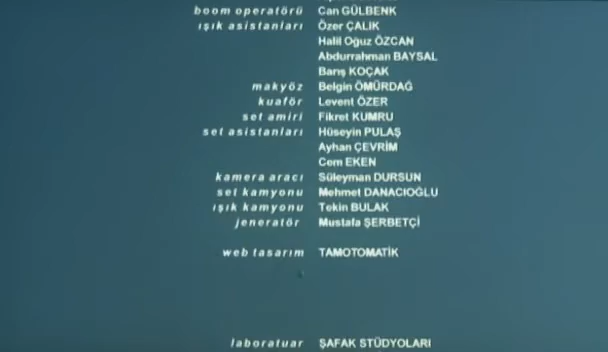 boom operatörü Can GÜLBENK
ışık asistanları Özer ÇALIK
Halil Oğuz ÖZCAN
Abdurrahman BAYSAL
Barış KOÇAK
makyöz Belgin ÖMÜRDAĞ
kuaför Levent ÖZER
set amiri Fikret KUMRU
set asistanları Hüseyin PULAŞ
Ayhan ÇEVRİM
Cem EKEN
kamera aracı Süleyman DURSUN
set kamyonu Mehmet DANACIOĞLU
ışık kamyonu Tekin BULAK
jeneratör Mustafa ŞERBETÇİ
web tasarım TAMOTOMATİK
laboratuar ŞAFAK STÜDYOLARI